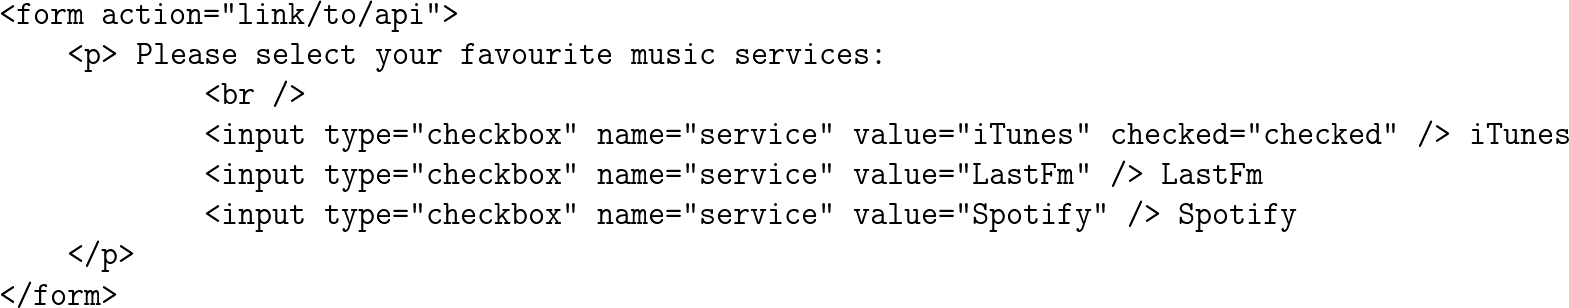 <form action="link/to/api">
    <p> Please select your favourite music services:
            <br />
            <input type="checkbox" name="service" value="iTunes" checked="checked" /> iTunes
            <input type="checkbox" name="service" value="LastFm" /> LastFm
            <input type="checkbox" name="service" value="Spotify" /> Spotify
    </p>
</form>